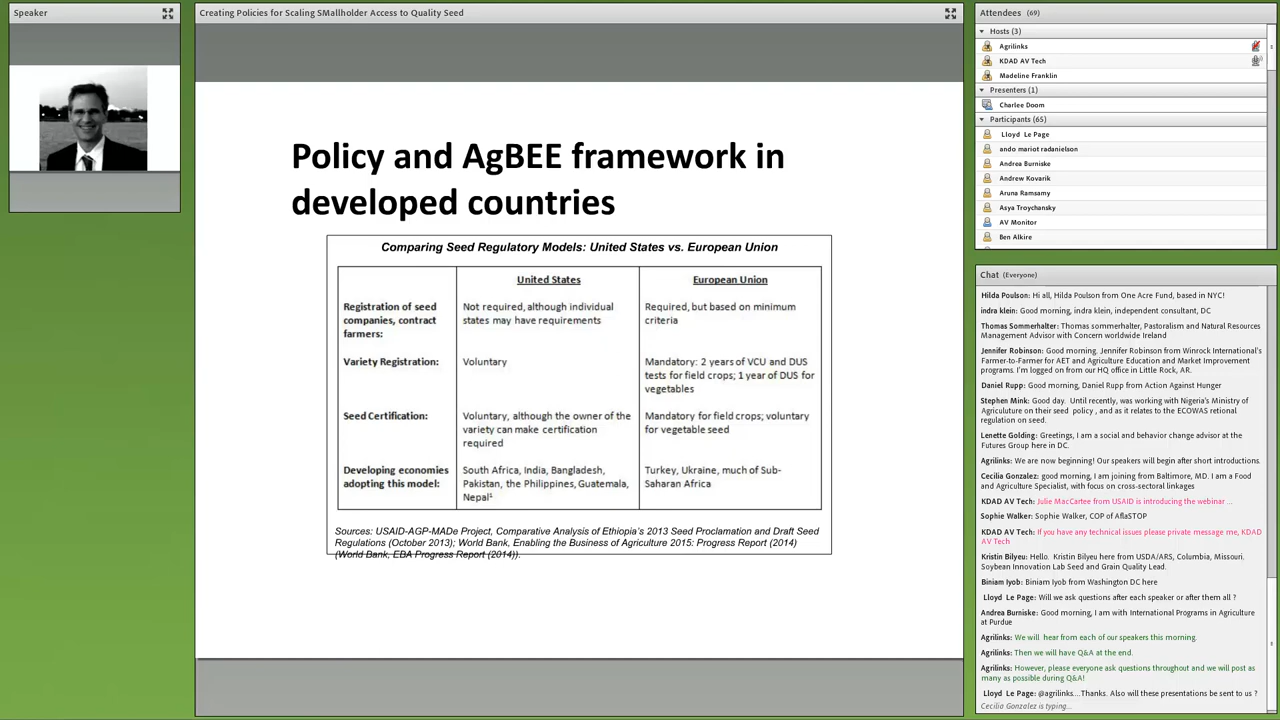 Speaker
Creating Policies for Scaling SMallholder Access to Quality Seed
Policy and AgBEE framework in
developed countries
Comparing Seed Regulatory Models: United States vs. European Union
United States
European Union
Registration of seed
companies, contract
farmers:
Not required, although individual
states may have requirements
Required, but based on minimum
criteria
Variety Registration:
Voluntary
Mandatory: 2 years of VCU and DUS
tests for field crops; 1 year of DUS for
vegetables
Seed Certification:
Voluntary, although the owner of the
variety can make certification
required
Mandatory for field crops; voluntary
for vegetable seed
Developing economies
adopting this model:
South Africa, India, Bangladesh,
Pakistan, the Philippines, Guatemala,
Nepal¹
Turkey, Ukraine, much of Sub-
Saharan Africa
Sources: USAID-AGP-MADe Project, Comparative Analysis of Ethiopia's 2013 Seed Proclamation and Draft Seed
Regulations (October 2013); World Bank, Enabling the Business of Agriculture 2015: Progress Report (2014)
(World Bank, EBA Progress Report (2014)).
Attendees (69)
Hosts (3)
Agrilinks
KDAD AV Tech
Madeline Franklin
Presenters (1)
Charlee Doom
Participants (65)
Lloyd Le Page
ando mariot radanielson
Andrea Burniske
Andrew Kovarik
Aruna Ramsamy
Asya Troychansky
AV Monitor
Ben Alkire
Chat (Everyone)
Hilda Poulson: Hi all, Hilda Poulson from One Acre Fund, based in NYC!
indra klein: Good morning, indra klein, independent consultant, DC
Thomas Sommerhalter: Thomas sommerhalter, Pastoralism and Natural Resources
Management Advisor with Concern worldwide Ireland
Jennifer Robinson: Good morning, Jennifer Robinson from Winrock International's
Farmer-to-Farmer for AET and Agriculture Education and Market Improvement
programs. I'm logged on from our HQ office in Little Rock, AR.
Daniel Rupp: Good morning, Daniel Rupp from Action Against Hunger
Stephen Mink: Good day. Until recently, was working with Nigeria's Ministry of
Agriculuture on their seed policy , and as it relates to the ECOWAS retional
regulation on seed.
Lenette Golding: Greetings, I am a social and behavior change advisor at the
Futures Group here in DC.
Agrilinks: We are now beginning! Our speakers will begin after short introductions.
Cecilia Gonzalez: good morning, I am joining from Baltimore, MD. I am a Food
and Agriculture Specialist, with focus on cross-sectoral linkages
KDAD AV Tech: Julie MacCartee from USAID is introducing the webinar ...
Sophie Walker: Sophie Walker, COP of AflaSTOP
KDAD AV Tech: If you have any technical issues please private message me, KDAD
AV Tech
Kristin Bilyeu: Hello. Kristin Bilyeu here from USDA/ARS, Columbia, Missouri.
Soybean Innovation Lab Seed and Grain Quality Lead.
Biniam Iyob: Biniam Iyob from Washington DC here
Lloyd Le Page: Will we ask questions after each speaker or after them all ?
Andrea Burniske: Good morning, I am with International Programs in Agriculture
at Purdue
Agrilinks: We will hear from each of our speakers this morning.
Agrilinks: Then we will have Q&A at the end.
Agrilinks: However, please everyone ask questions throughout and we will post as
many as possible during Q&A!
Lloyd Le Page: @agrilinks....Thanks. Also will these presentations be sent to us ?
Cecilia Gonzalez is typing...